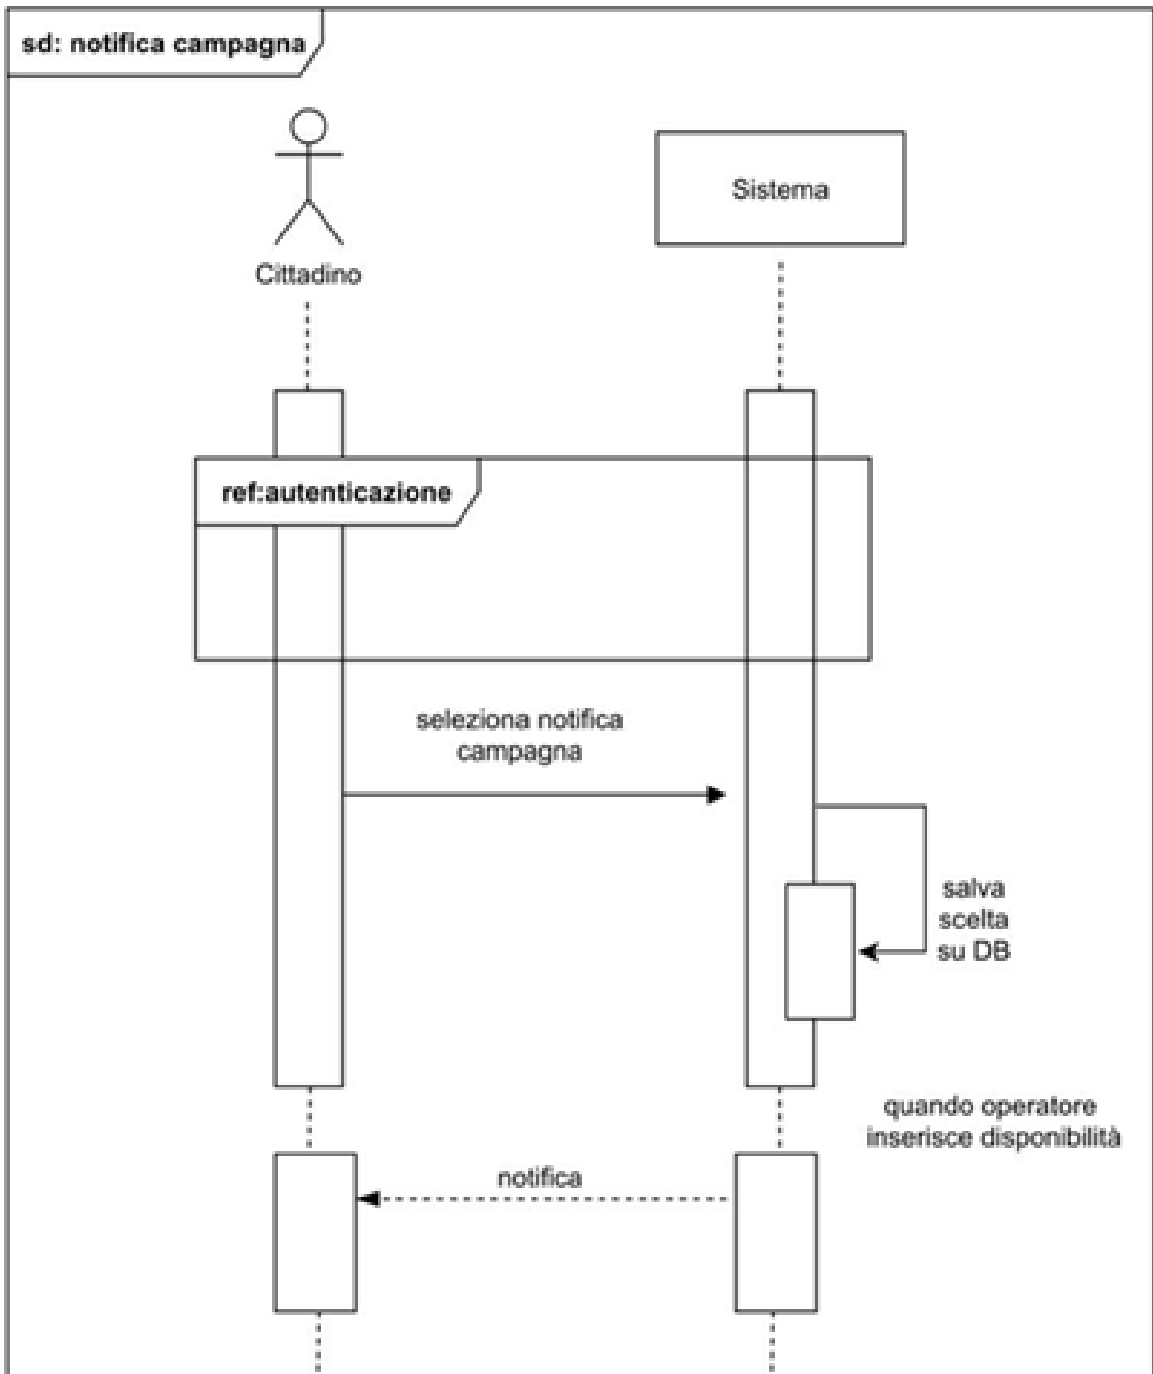 sd: notifica campagna
Cittadino
Sistema
ref:autenticazione
seleziona notifica
campagna
salva
scelta
su DB
quando operatore
inserisce disponibilità
notifica